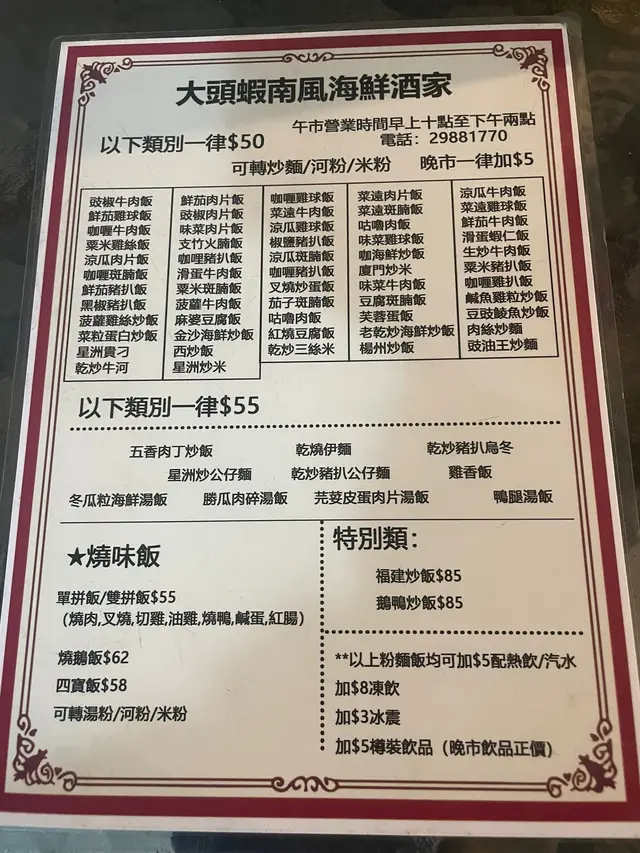 大頭蝦南風海鮮酒家
午市營業時間早上十點至下午兩點
以下類別一律$50
電話：29881770
可轉炒麵/河粉/米粉
晚市一律加$5
豉椒牛肉飯
鮮茄雞球飯
咖喱牛肉飯
粟米雞絲飯
涼瓜肉片飯
咖喱斑腩飯
鮮茄豬扒飯
黑椒豬扒飯
菠蘿雞絲炒飯
菜粒蛋白炒飯
星洲貴刁
乾炒牛河
鮮茄肉片飯
豉椒肉片飯
味菜肉片飯
支竹火腩飯
咖哩豬扒飯
滑蛋牛肉飯
粟米斑腩飯
菠蘿牛肉飯
麻婆豆腐飯
金沙海鮮炒飯
西炒飯
星洲炒米
咖喱雞球飯
菜遠牛肉飯
涼瓜雞球飯
椒鹽豬扒飯
涼瓜斑腩飯
咖喱豬扒飯
叉燒炒蛋飯
茄子斑腩飯
咕嚕肉飯
紅燒豆腐飯
乾炒三絲米
菜遠肉片飯
菜遠斑腩飯
咕嚕肉飯
味菜雞球飯
咖海鮮炒飯
廈門炒米
味菜牛肉飯
豆腐斑腩飯
芙蓉蛋飯
老乾炒海鮮炒飯
楊州炒飯
涼瓜牛肉飯
菜遠雞球飯
鮮茄牛肉飯
滑蛋蝦仁飯
生炒牛肉飯
粟米豬扒飯
咖喱雞扒飯
鹹魚雞粒炒飯
豆豉鯪魚炒飯
肉絲炒麵
豉油王炒麵
以下類別一律$55
五香肉丁炒飯 乾燒伊麵 乾炒豬扒烏冬
星洲炒公仔麵 乾炒豬扒公仔麵 雞香飯
冬瓜粒海鮮湯飯 勝瓜肉碎湯飯 芫荽皮蛋肉片湯飯 鴨腿湯飯
★燒味飯
單拼飯/雙拼飯$55
（燒肉,叉燒,切雞,油雞,燒鴨,鹹蛋,紅腸）
燒鵝飯$62
四寶飯$58
可轉湯粉/河粉/米粉
特別類：
福建炒飯$85
鵝鴨炒飯$85
**以上粉麵飯均可加$5配熱飲/汽水
加$8凍飲
加$3冰震
加$5樽裝飲品（晚市飲品正價）